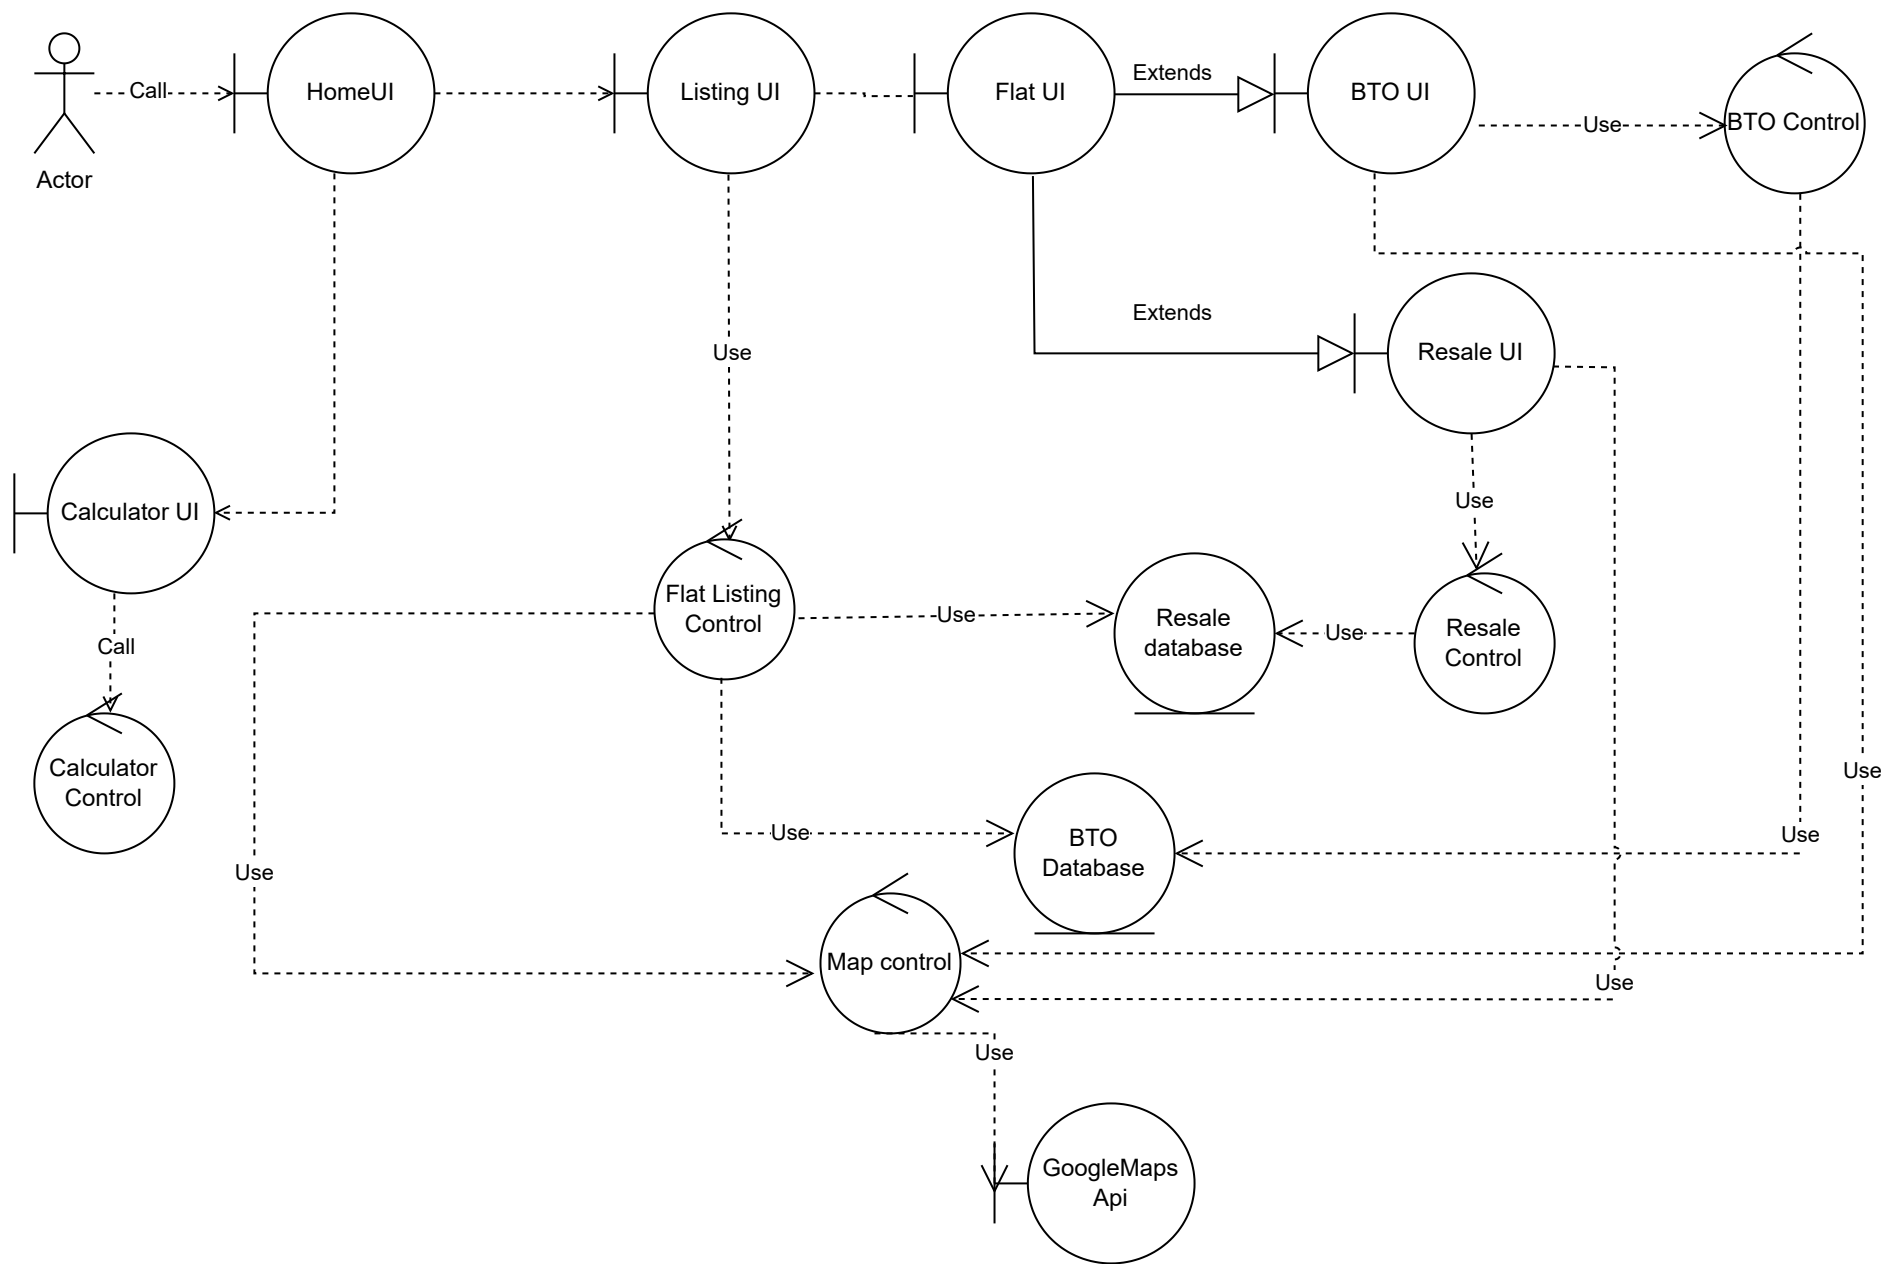 Call
HomeUI
Listing UI
Flat UI
Extends
BTO UI
Use
BTO Control
Actor
Extends
Use
Resale UI
Use
Calculator UI
Call
Flat Listing
Control
Use
Resale
database
Use
Resale
Control
Calculator
Control
Use
Use
BTO
Database
Use
Use
Map control
Use
Use
GoogleMaps
Api